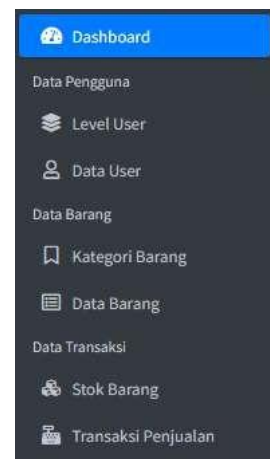 Dashboard
Data Pengguna
Level User
Data User
Data Barang
Kategori Barang
Data Barang
Data Transaksi
Stok Barang
Transaksi Penjualan